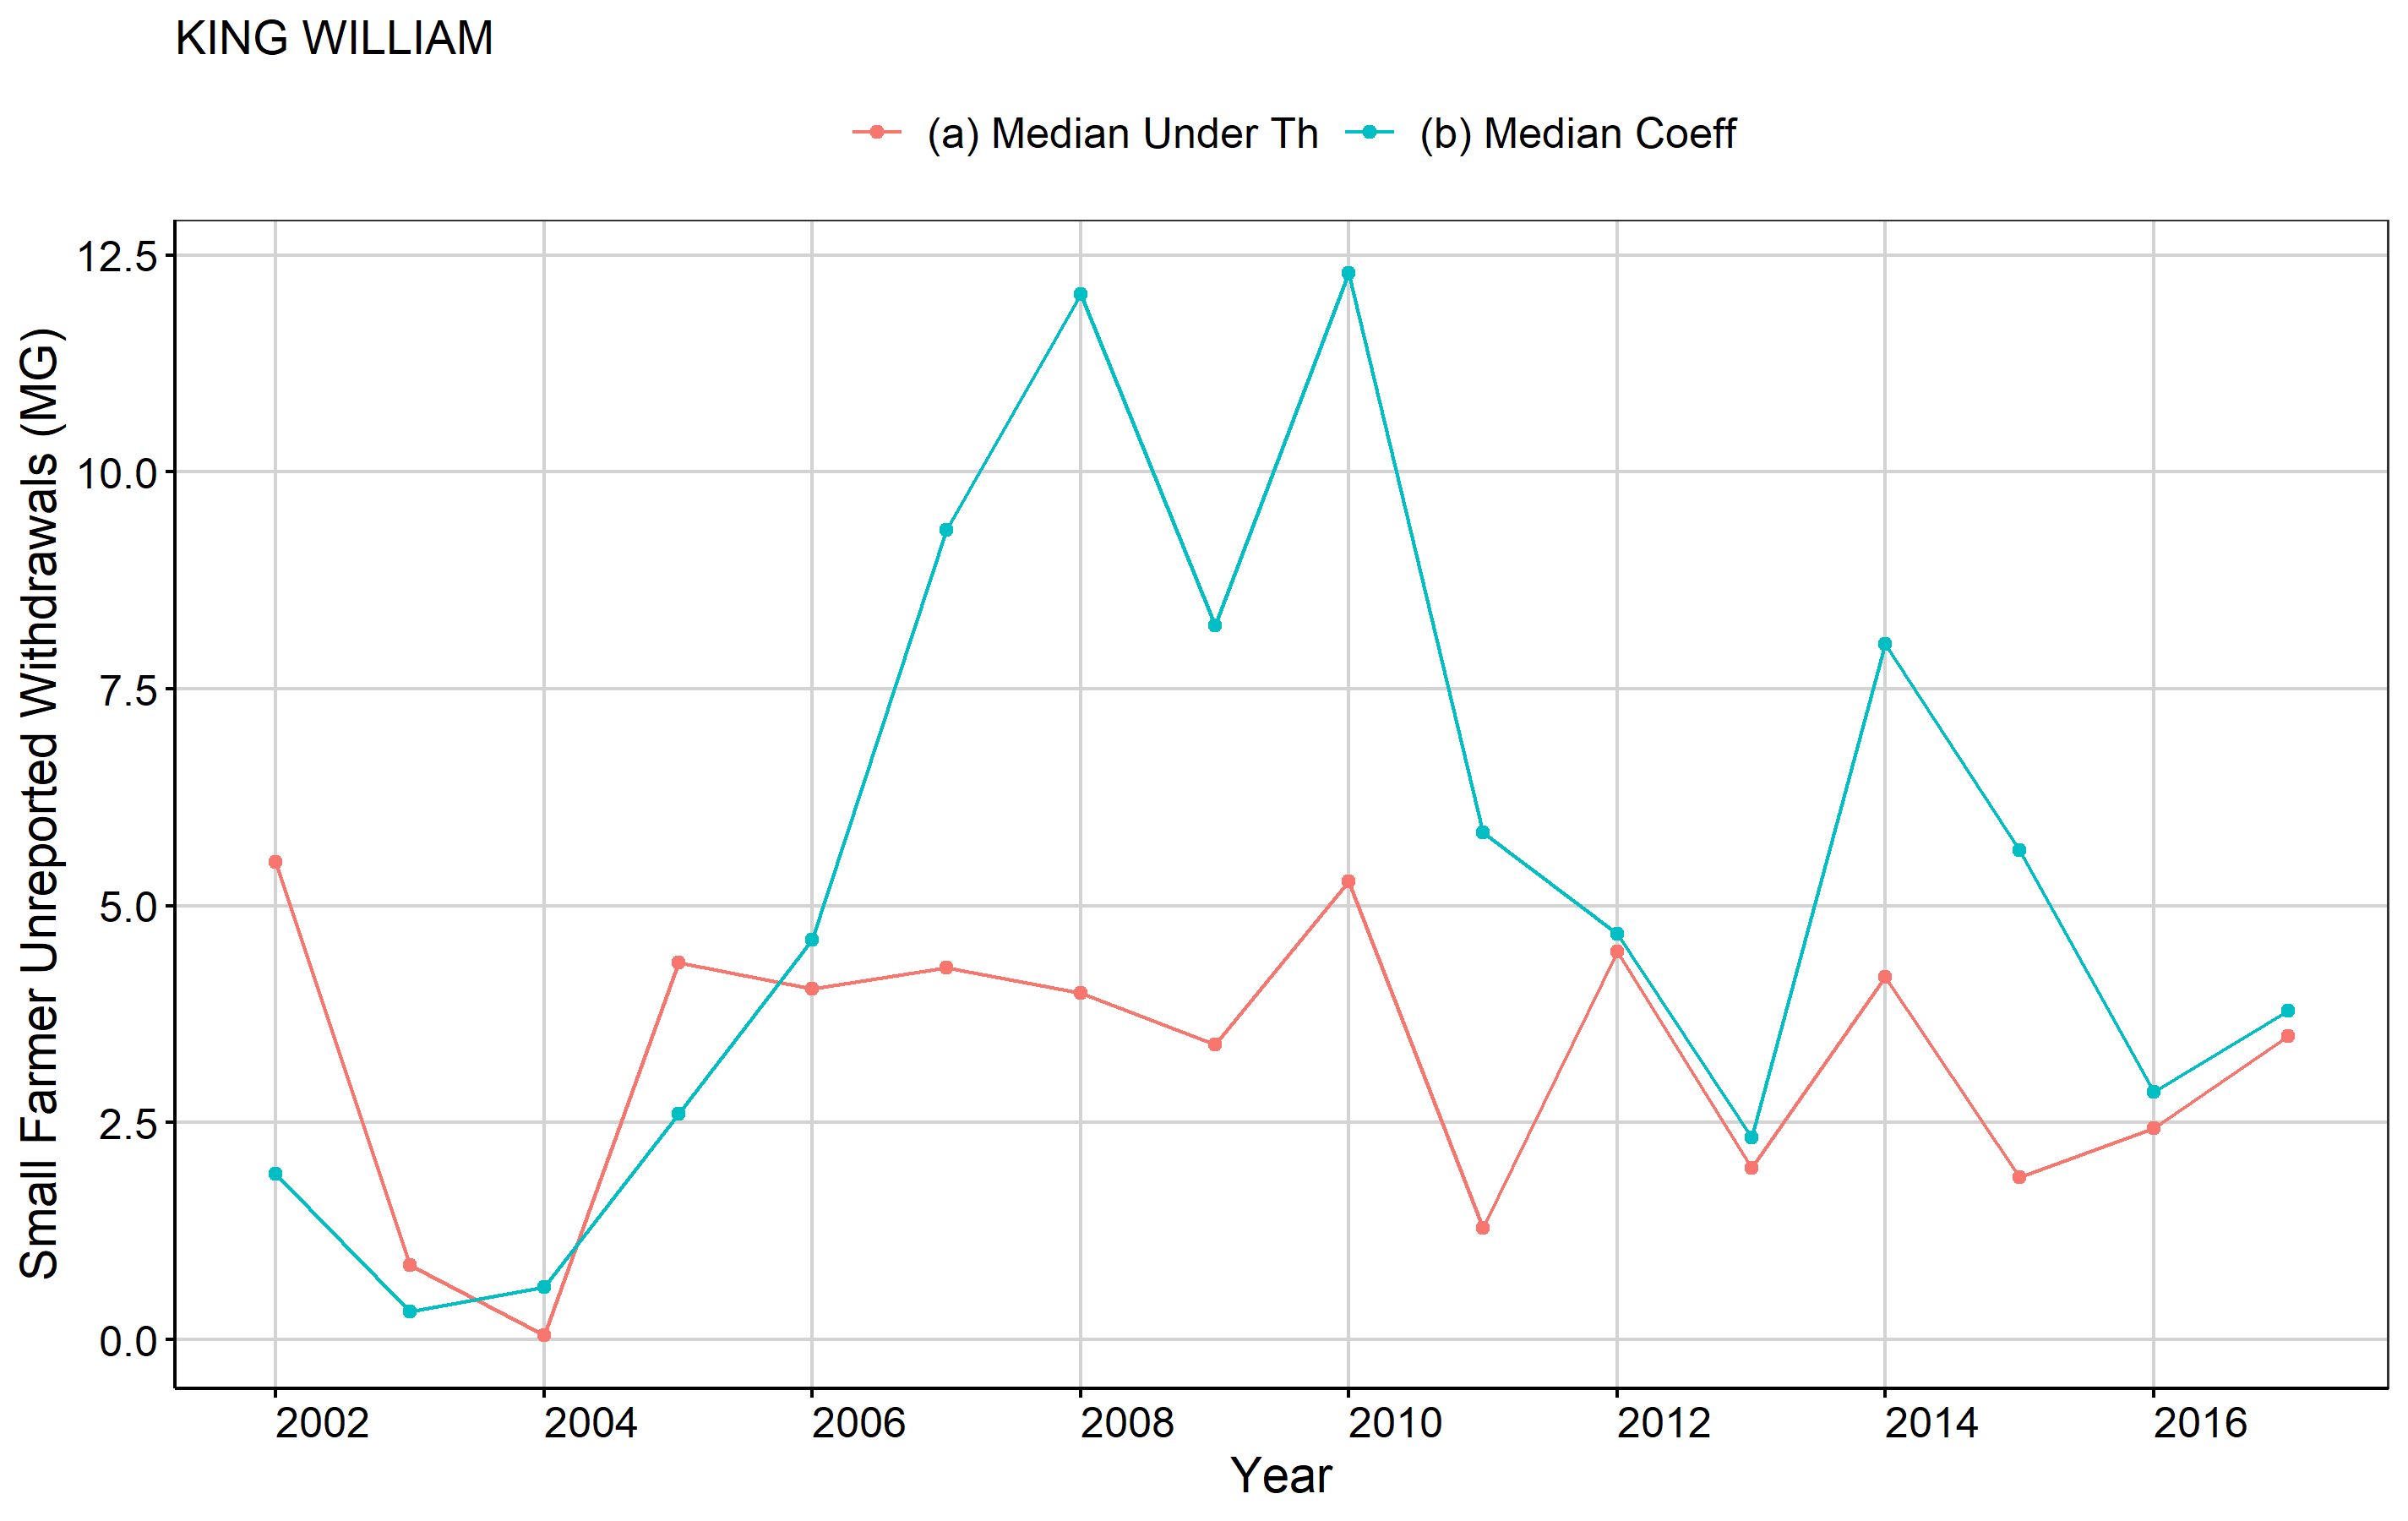 KING WILLIAM
(a) Median Under Th (b) Median Coeff
Small Farmer Unreported Withdrawals (MG)
12.5
10.0
7.5
5.0
2.5
0.0
2002 2004 2006 2008 2010 2012 2014 2016
Year